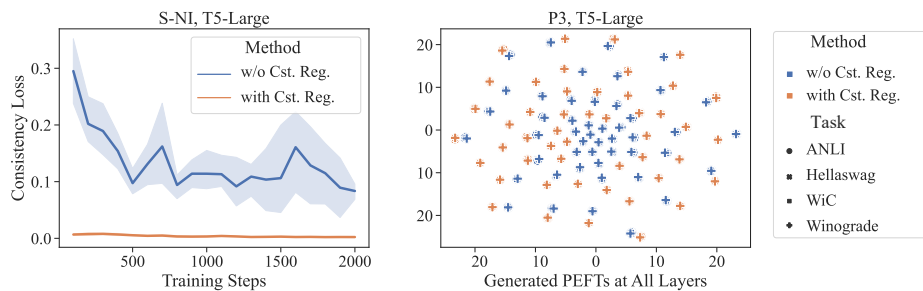 S-NI, T5-Large
Consistency Loss
0.3
0.2
0.1
0.0
Method
w/o Cst. Reg.
with Cst. Reg.
500
1000
1500
2000
Training Steps
P3, T5-Large
20
10
0
10
20
20
10
0
10
20
Generated PEFTs at All Layers
Method
w/o Cst. Reg.
with Cst. Reg.
Task
ANLI
Hellaswag
WiC
Winograde